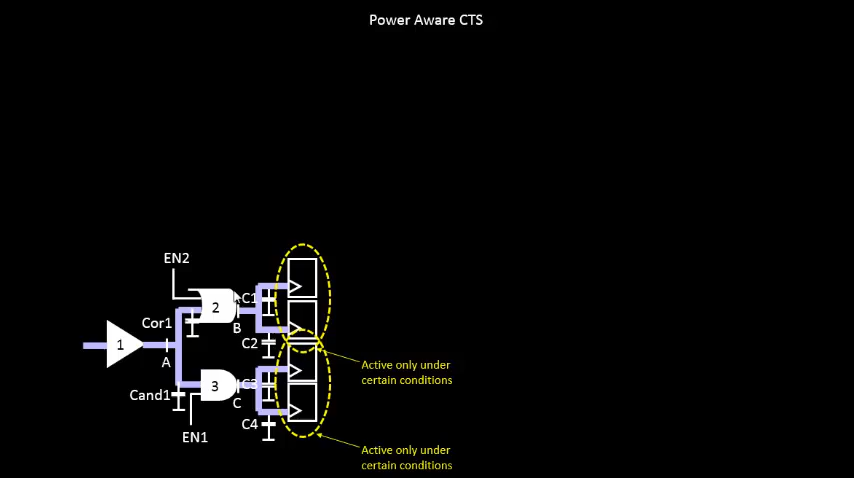 Power Aware CTS
EN2
C1
2
Cor1
B
1
C2
A
Active only under
certain conditions
3
C3
Cand1
C
C4
EN1
Active only under
certain conditions